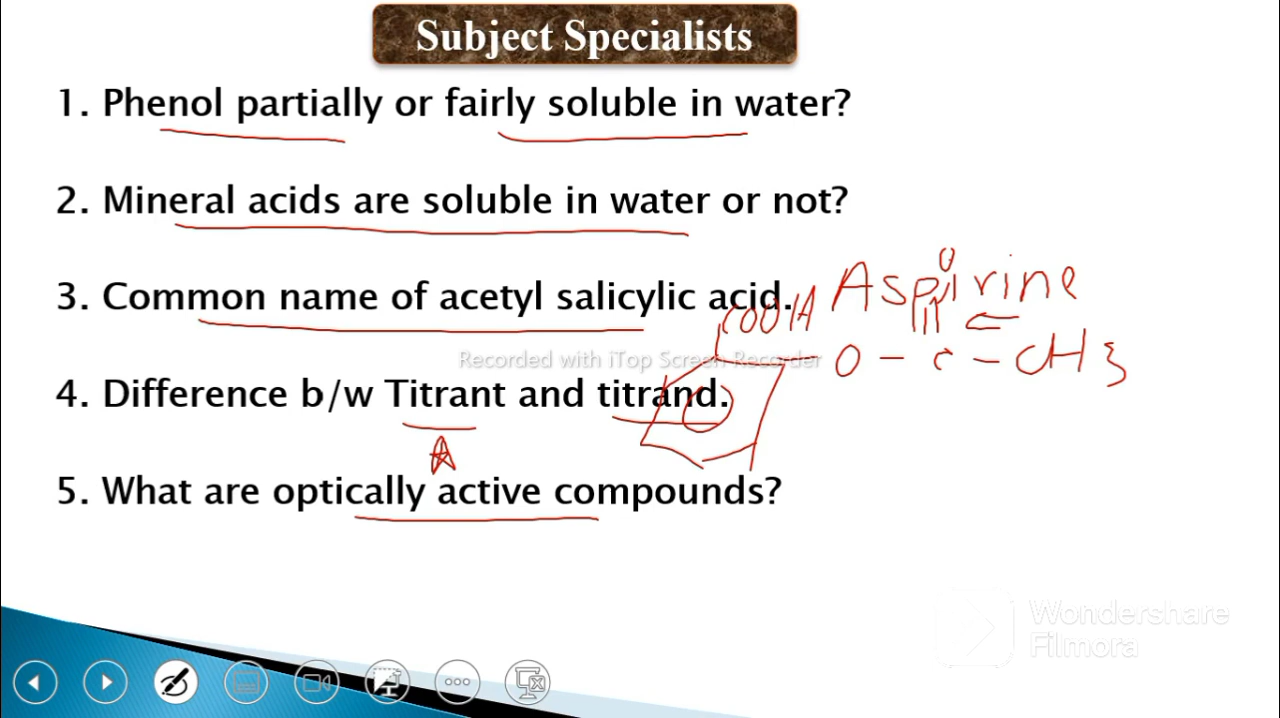 Subject Specialists
1. Phenol partially or fairly soluble in water?
2. Mineral acids are soluble in water or not?
O
Aspirine
3. Common name of acetyl salicylic acid.
COOH
O - C - CH3
Recorded with iTop Screen Recorder
4. Difference b/w Titrant and titrand.
5. What are optically active compounds?
Wondershare
Filmora